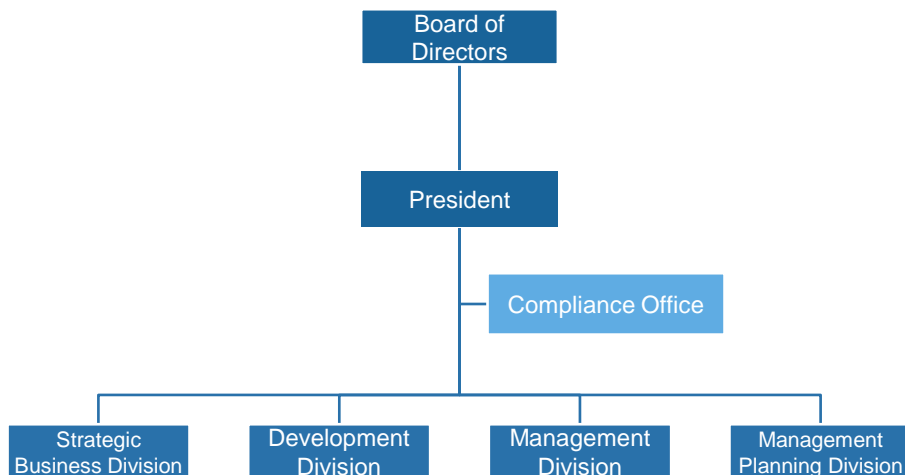 Board of
Directors
President
Compliance Office
Strategic
Business Division
Development
Division
Management
Division
Management
Planning Division